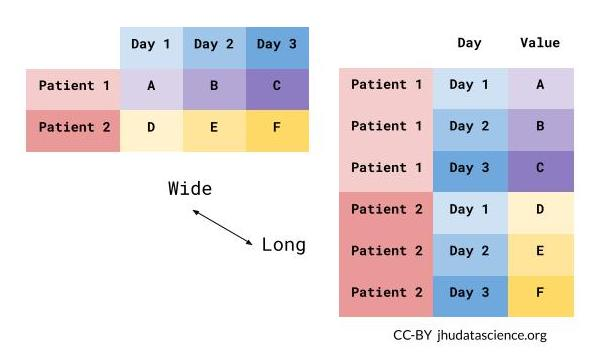 Day 1 Day 2 Day 3
Patient 1 A B C
Patient 2 D E F
Wide
Long
Day Value
Patient 1 Day 1 A
Patient 1 Day 2 B
Patient 1 Day 3 C
Patient 2 Day 1 D
Patient 2 Day 2 E
Patient 2 Day 3 F
CC-BY jhudatascience.org